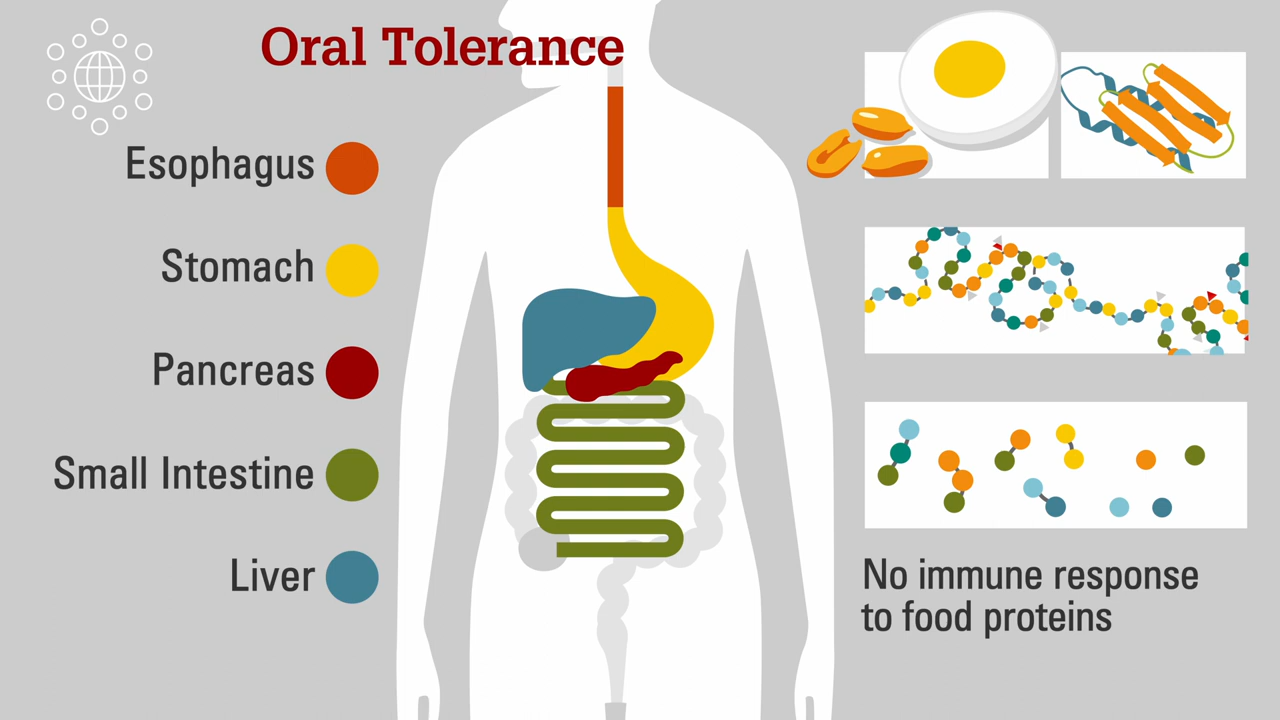 Oral Tolerance
Esophagus
Stomach
Pancreas
Small Intestine
Liver
No immune response
to food proteins